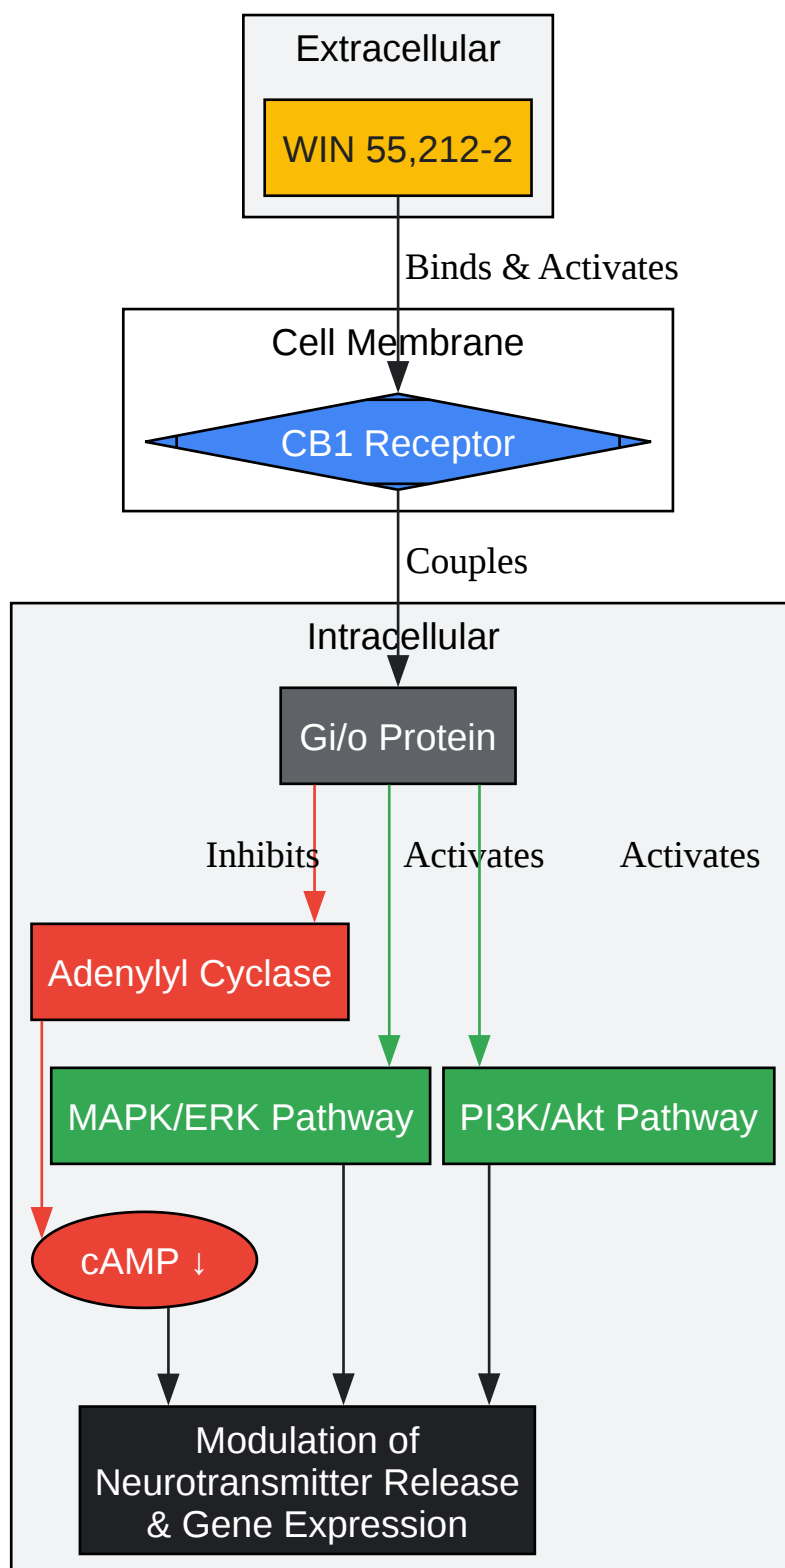 Extracellular
WIN 55,212-2
Binds & Activates
Cell Membrane
CB1 Receptor
Couples
Intracellular
Gi/o Protein
Inhibits
Activates
Activates
Adenylyl Cyclase
MAPK/ERK Pathway
PI3K/Akt Pathway
cAMP ↓
Modulation of
Neurotransmitter Release
& Gene Expression